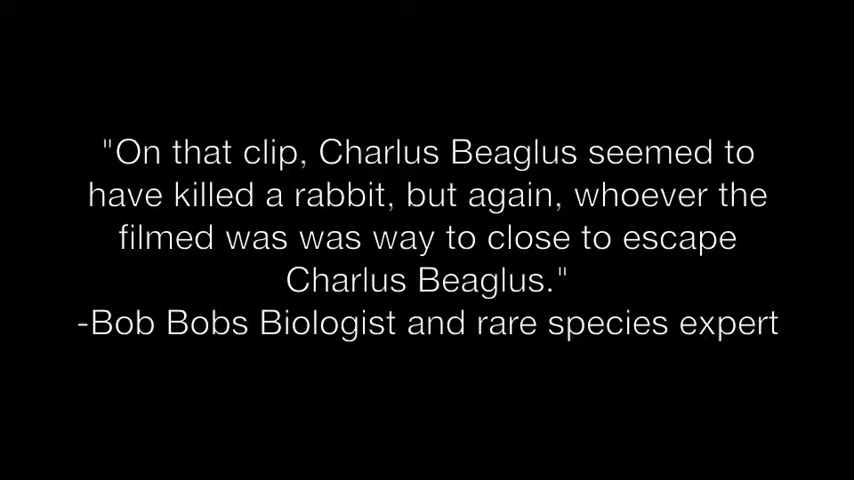 "On that clip, Charlus Beaglus seemed to
have killed a rabbit, but again, whoever the
filmed was was way to close to escape
Charlus Beaglus."
-Bob Bobs Biologist and rare species expert